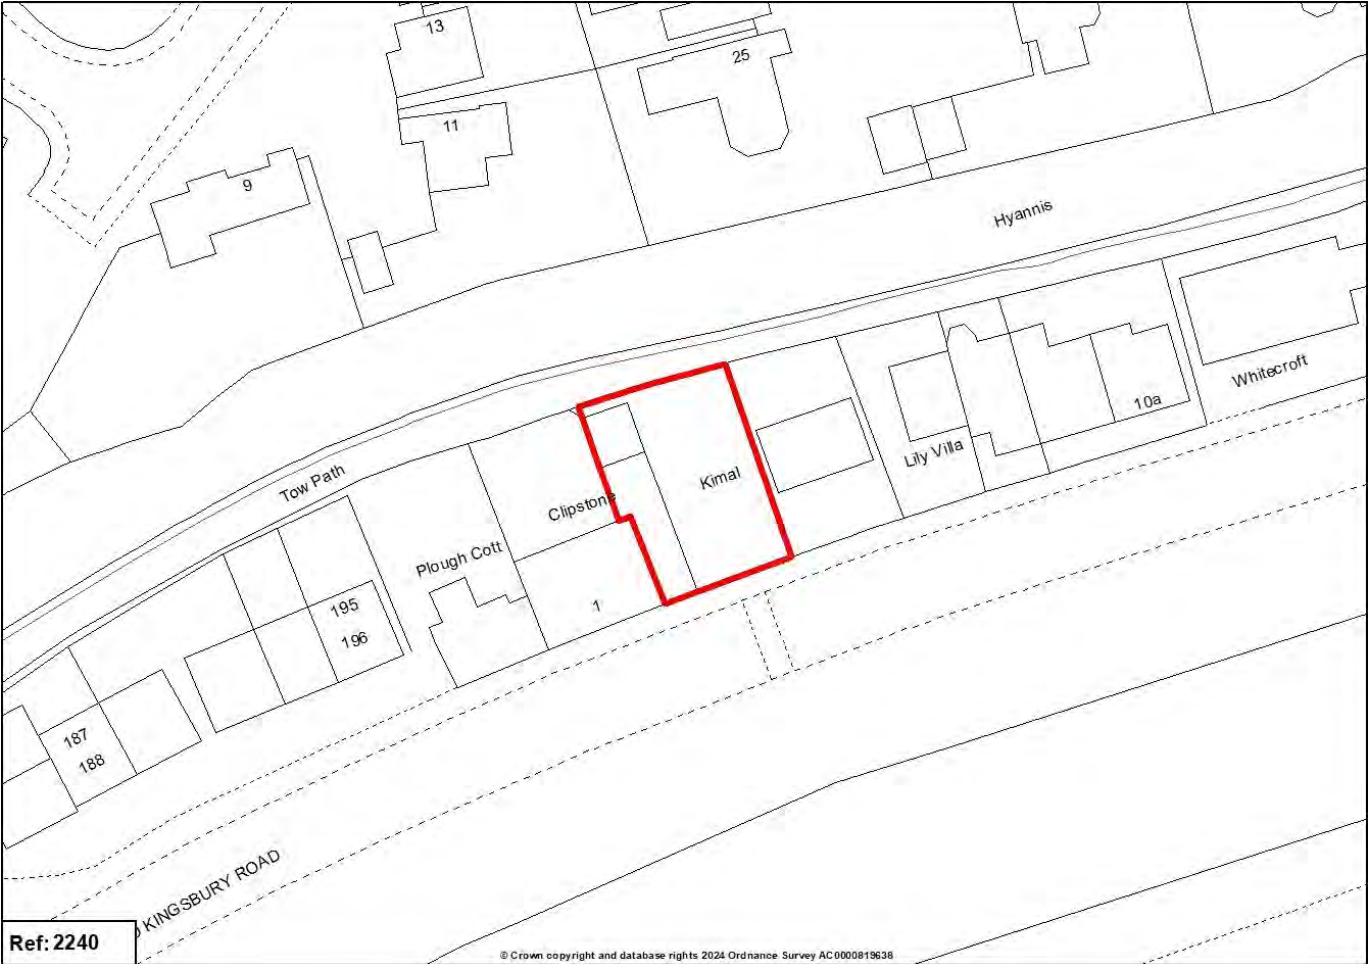 13
25
11
9
Hyannis
Whitecroft
10a
Lily Villa
Kimal
Tow Path
Clipstone
Plough Cott
1
195
196
187
188
KINGSBURY ROAD
Ref: 2240
© Crown copyright and database rights 2024 Ordnance Survey AC0000819638